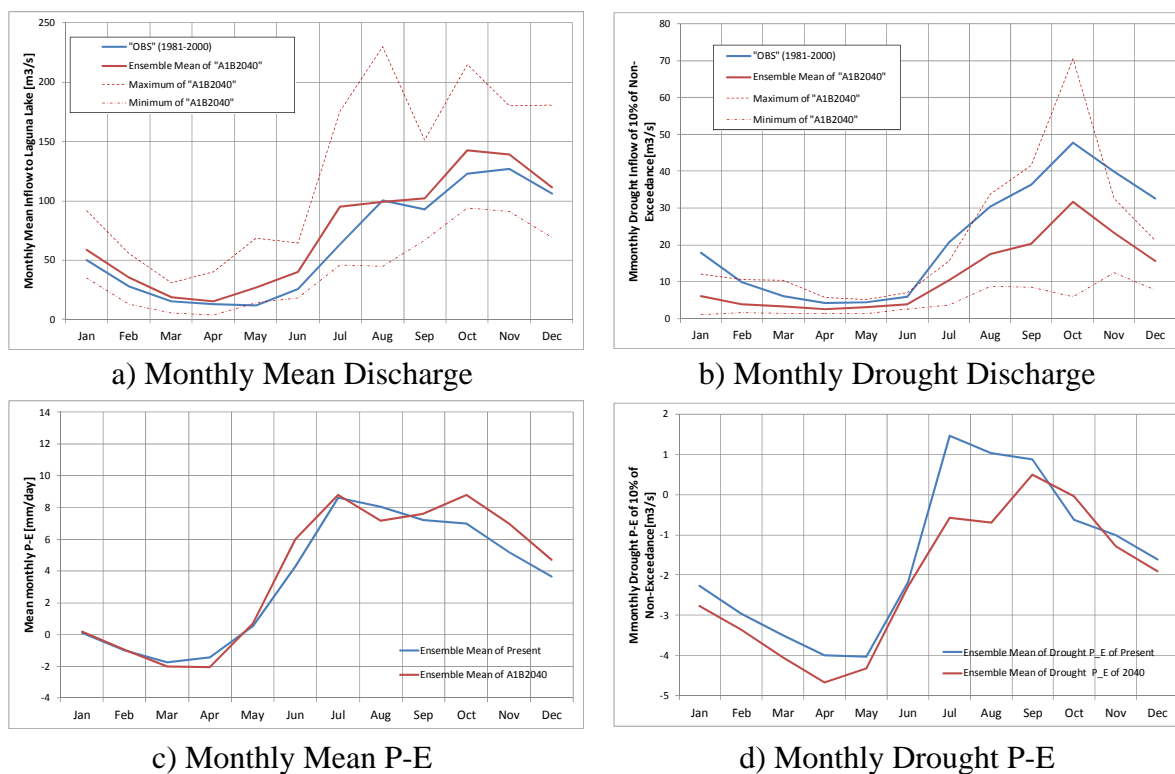 Monthly Mean Inflow to Laguna Lake [m3/s]
250
200
150
100
50
0
"OBS" (1981-2000)
Ensemble Mean of "A1B2040"
Maximum of "A1B2040"
Minimum of "A1B2040"
Jan Feb Mar Apr May Jun Jul Aug Sep Oct Nov Dec
a) Monthly Mean Discharge
Mmonthly Drought Inflow of 10% of Non-
Exceedance[m3/s]
80
70
60
50
40
30
20
10
0
"OBS" (1981-2000)
Ensemble Mean of "A1B2040"
Maximum of "A1B2040"
Minimum of "A1B2040"
Jan Feb Mar Apr May Jun Jul Aug Sep Oct Nov Dec
b) Monthly Drought Discharge
Mean monthly P-E[mm/day]
14
12
10
8
6
4
2
0
-2
-4
Ensemble Mean of Present
Ensemble Mean of A1B2040
Jan Feb Mar Apr May Jun Jul Aug Sep Oct Nov Dec
c) Monthly Mean P-E
Mmonthly Drought P-E of 10% of
Non-Exceedance[m3/s]
2
1
0
-1
-2
-3
-4
-5
Ensemble Mean of Drought P_E of Present
Ensemble Mean of Drought P_E of 2040
Jan Feb Mar Apr May Jun Jul Aug Sep Oct Nov Dec
d) Monthly Drought P-E